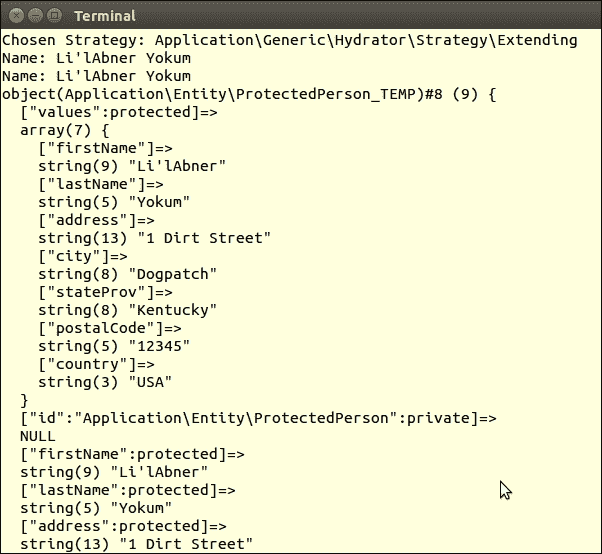 Terminal
Chosen Strategy: Application\Generic\Hydrator\Strategy\Extending
Name: Li'lAbner Yokum
Name: Li'lAbner Yokum
object(Application\Entity\ProtectedPerson_TEMP)#8 (9) {
  ["values":protected]=>
  array(7) {
    ["firstName"]=>
    string(9) "Li'lAbner"
    ["lastName"]=>
    string(5) "Yokum"
    ["address"]=>
    string(13) "1 Dirt Street"
    ["city"]=>
    string(8) "Dogpatch"
    ["stateProv"]=>
    string(8) "Kentucky"
    ["postalCode"]=>
    string(5) "12345"
    ["country"]=>
    string(3) "USA"
  }
  ["id":"Application\Entity\ProtectedPerson":private]=>
  NULL
  ["firstName":protected]=>
  string(9) "Li'lAbner"
  ["lastName":protected]=>
  string(5) "Yokum"
  ["address":protected]=>
  string(13) "1 Dirt Street"